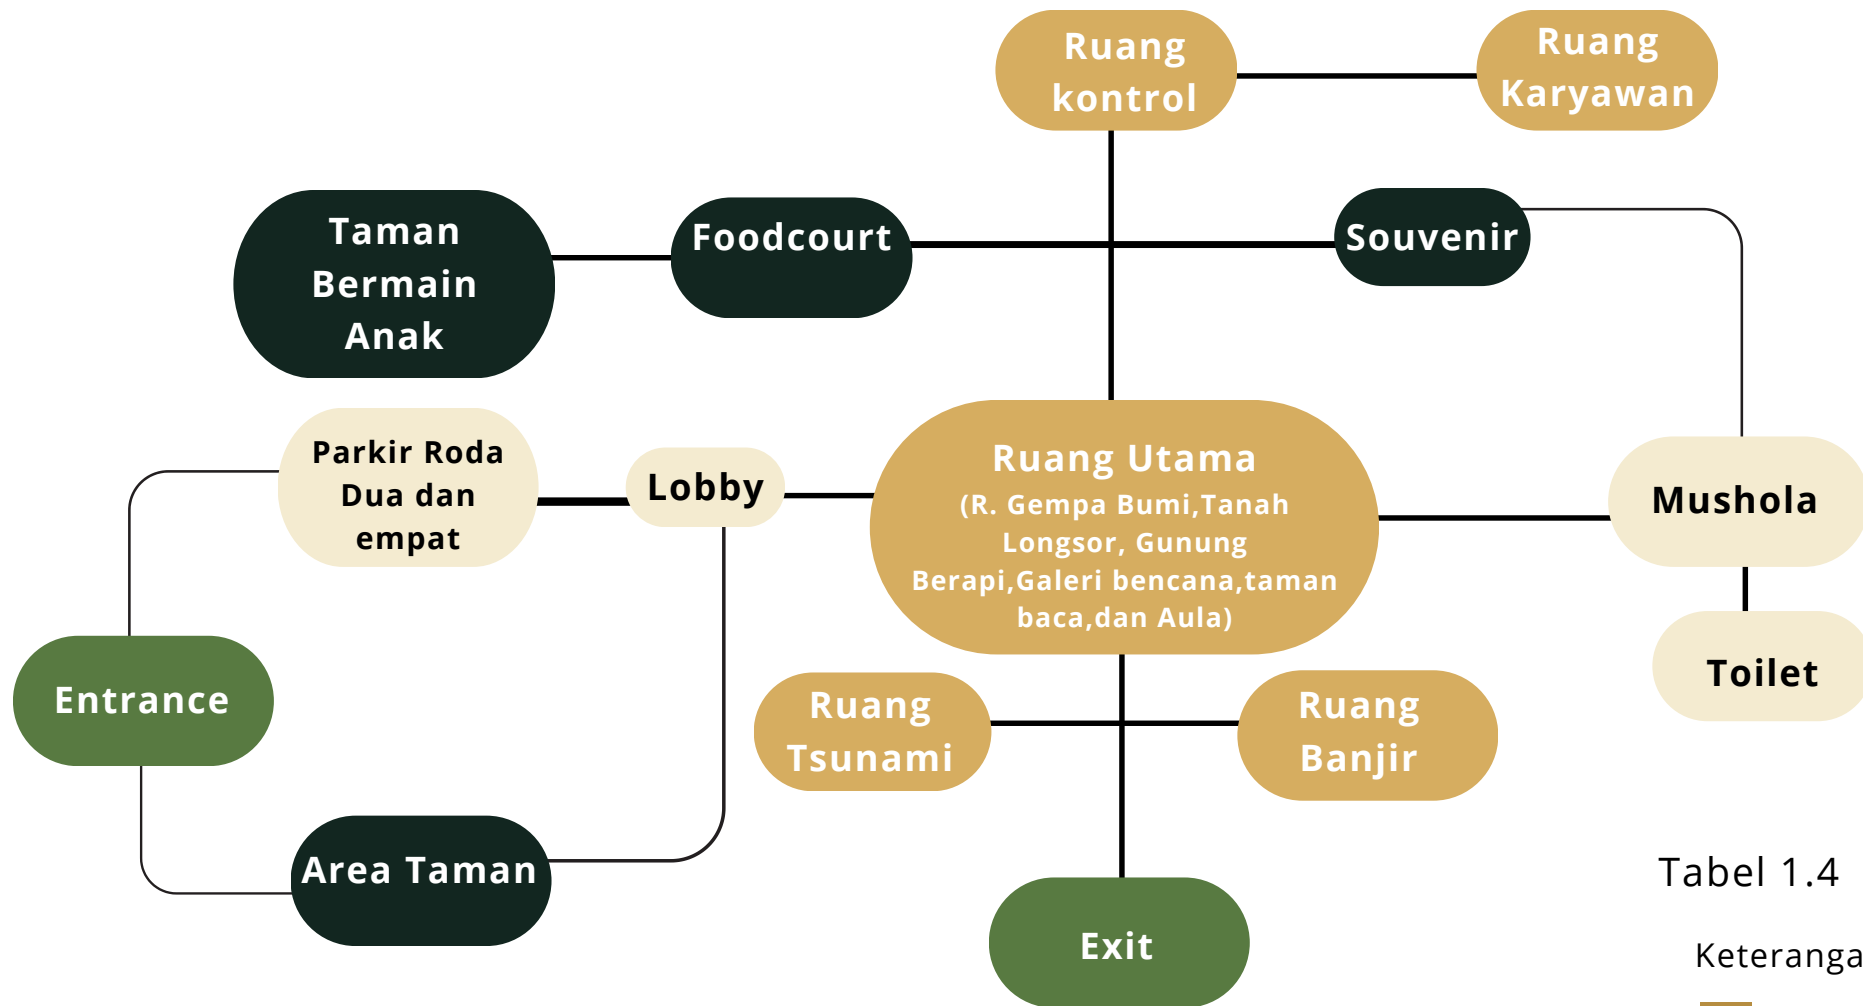 Ruang
kontrol
Ruang
Karyawan
Taman
Bermain
Anak
Foodcourt
Souvenir
Parkir Roda
Dua dan
empat
Lobby
Ruang Utama
(R. Gempa Bumi,Tanah
Longsor, Gunung
Berapi,Galeri bencana,taman
baca,dan Aula)
Mushola
Toilet
Entrance
Ruang
Tsunami
Ruang
Banjir
Area Taman
Exit
Tabel 1.4
Keteranga